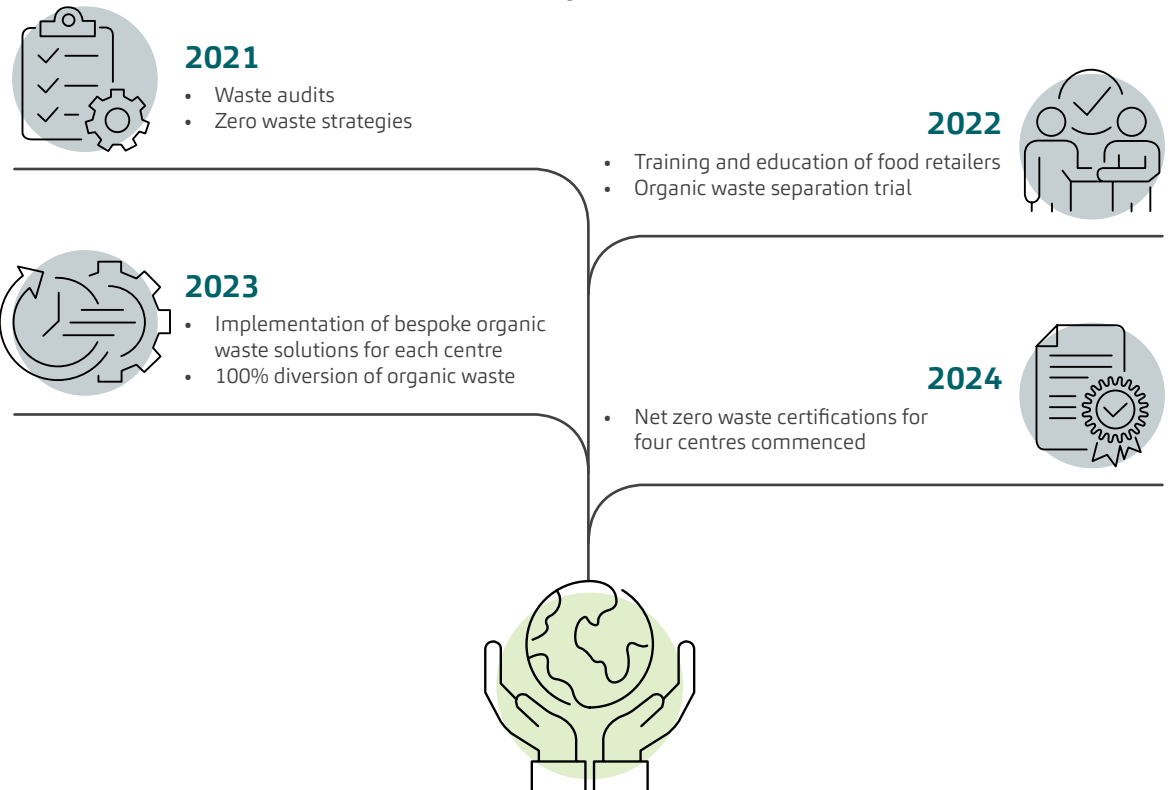 2021
• Waste audits
• Zero waste strategies
2022
• Training and education of food retailers
• Organic waste separation trial
2023
• Implementation of bespoke organic
waste solutions for each centre
• 100% diversion of organic waste
2024
• Net zero waste certifications for
four centres commenced